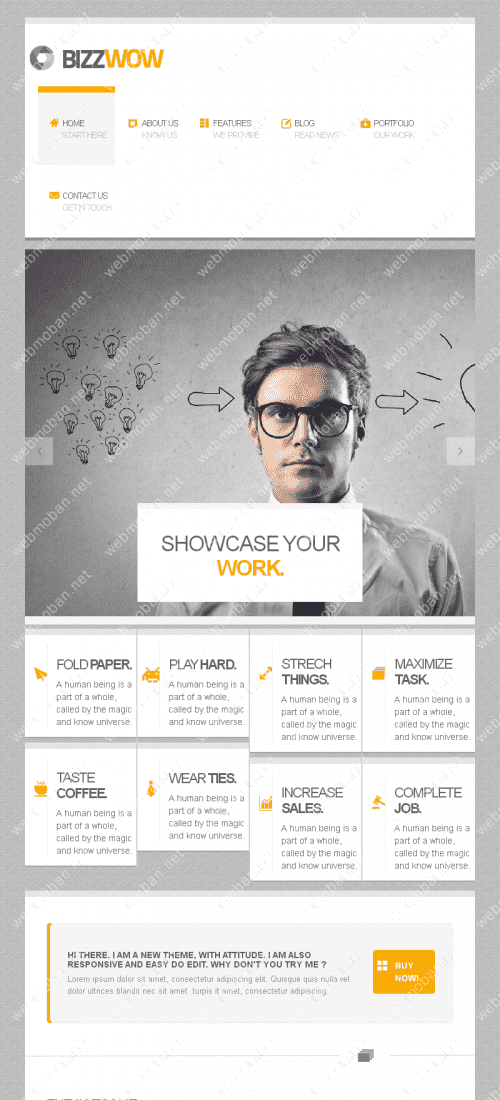 BIZZWOW
HOME
START HERE
ABOUT US
KNOW US
FEATURES
WE PROVIDE
BLOG
READ NEWS
PORTFOLIO
OUR WORK
CONTACT US
GET IN TOUCH
SHOWCASE YOUR
WORK.
FOLD PAPER.
A human being is a
part of a whole,
called by the magic
and know universe.
PLAY HARD.
A human being is a
part of a whole,
called by the magic
and know universe.
STRECH
THINGS.
A human being is a
part of a whole,
called by the magic
and know universe.
MAXIMIZE
TASK.
A human being is a
part of a whole,
called by the magic
and know universe.
TASTE
COFFEE.
A human being is a
part of a whole,
called by the magic
and know universe.
WEAR TIES.
A human being is a
part of a whole,
called by the magic
and know universe.
INCREASE
SALES.
A human being is a
part of a whole,
called by the magic
and know universe.
COMPLETE
JOB.
A human being is a
part of a whole,
called by the magic
and know universe.
HI THERE. I AM A NEW THEME, WITH ATTITUDE. I AM ALSO
RESPONSIVE AND EASY DO EDIT. WHY DON'T YOU TRY ME ?
Lorem ipsum dolor sit amet, consectetur adipiscing elit. Quisque quis nulla vel
dolor ultrices blandit nec sit amet. turpis it amet, consectetur adipiscing.
BUY
NOW!
webmoban.net